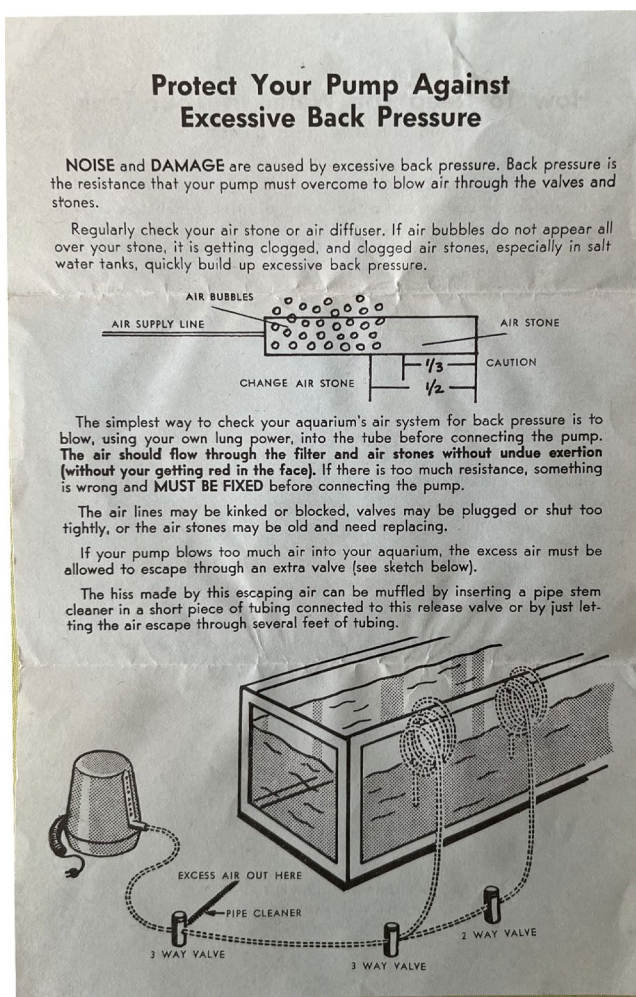 Protect Your Pump Against
Excessive Back Pressure
NOISE and DAMAGE are caused by excessive back pressure. Back pressure is
the resistance that your pump must overcome to blow air through the valves and
stones.
Regularly check your air stone or air diffuser. If air bubbles do not appear all
over your stone, it is getting clogged, and clogged air stones, especially in salt
water tanks, quickly build up excessive back pressure.
AIR BUBBLES
AIR SUPPLY LINE
AIR STONE
1/3
CAUTION
CHANGE AIR STONE
1/2
The simplest way to check your aquarium's air system for back pressure is to
blow, using your own lung power, into the tube before connecting the pump.
The air should flow through the filter and air stones without undue exertion
(without your getting red in the face). If there is too much resistance, something
is wrong and MUST BE FIXED before connecting the pump.
The air lines may be kinked or blocked, valves may be plugged or shut too
tightly, or the air stones may be old and need replacing.
If your pump blows too much air into your aquarium, the excess air must be
allowed to escape through an extra valve (see sketch below).
The hiss made by this escaping air can be muffled by inserting a pipe stem
cleaner in a short piece of tubing connected to this release valve or by just let-
ting the air escape through several feet of tubing.
EXCESS AIR OUT HERE
PIPE CLEANER
3 WAY VALVE
2 WAY VALVE
3 WAY VALVE